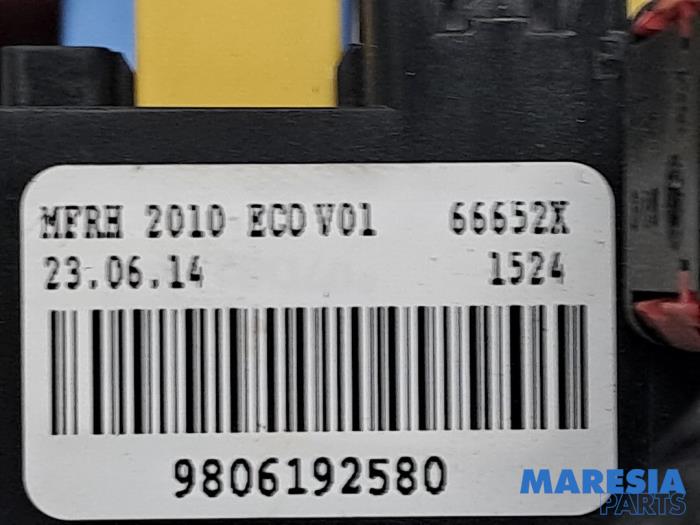 MFRH 2010 ECO V01 66652X
23.06.14 1524
9806192580
MARESIA
PARTS